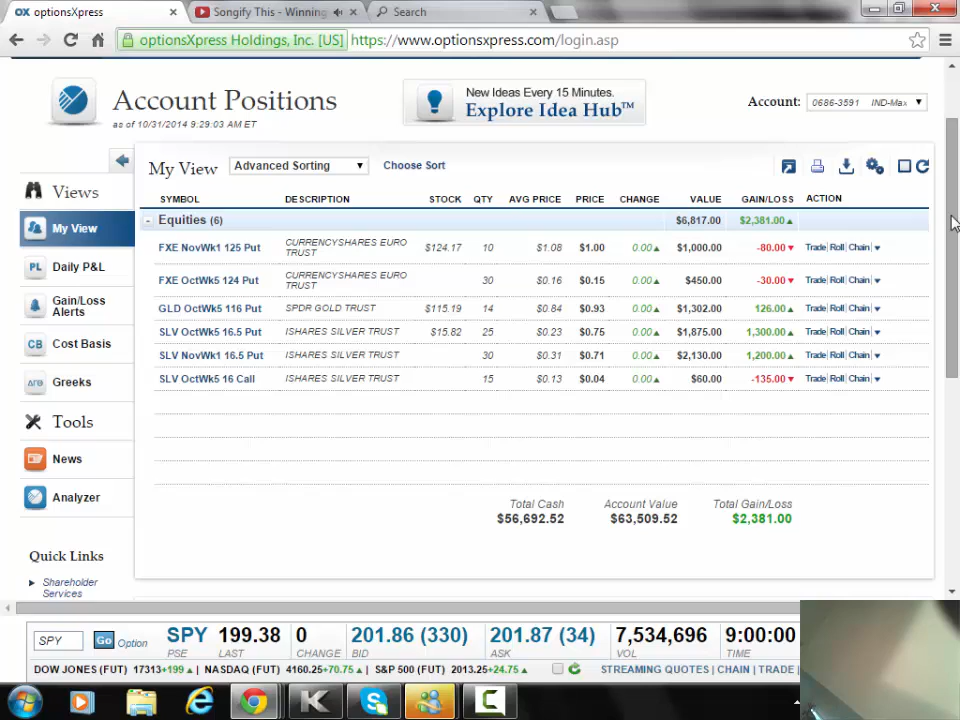 OX optionsXpress
Songify This - Winning
Search
optionsXpress Holdings, Inc. [US] https://www.optionsxpress.com/login.asp
Account Positions
as of 10/31/2014 9:29:03 AM ET
New Ideas Every 15 Minutes.
Explore Idea Hub™
Account: 0686-3591 IND-Max
My View Advanced Sorting Choose Sort
SYMBOL DESCRIPTION STOCK QTY AVG PRICE PRICE CHANGE VALUE GAIN/LOSS ACTION
- Equities (6) $6,817.00 $2,381.00
FXE NovWk1 125 Put CURRENCYSHARES EURO TRUST $124.17 10 $1.08 $1.00 0.00 $1,000.00 -80.00 Trade Roll Chain
FXE OctWk5 124 Put CURRENCYSHARES EURO TRUST 30 $0.16 $0.15 0.00 $450.00 -30.00 Trade Roll Chain
GLD OctWk5 116 Put SPDR GOLD TRUST $115.19 14 $0.84 $0.93 0.00 $1,302.00 126.00 Trade Roll Chain
SLV OctWk5 16.5 Put ISHARES SILVER TRUST $15.82 25 $0.23 $0.75 0.00 $1,875.00 1,300.00 Trade Roll Chain
SLV NovWk1 16.5 Put ISHARES SILVER TRUST 30 $0.31 $0.71 0.00 $2,130.00 1,200.00 Trade Roll Chain
SLV OctWk5 16 Call ISHARES SILVER TRUST 15 $0.13 $0.04 0.00 $60.00 -135.00 Trade Roll Chain
Total Cash Account Value Total Gain/Loss
$56,692.52 $63,509.52 $2,381.00
Views
My View
PL Daily P&L
Gain/Loss
Alerts
CB Cost Basis
Greeks
Tools
News
Analyzer
Quick Links
Shareholder
Services
SPY Go Option
SPY 199.38 0 201.86 (330) 201.87 (34) 7,534,696 9:00:00
PSE LAST CHANGE BID ASK VOL TIME
DOW JONES (FUT) 17313+199 | NASDAQ (FUT) 4160.25+70.75 | S&P 500 (FUT) 2013.25+24.75 STREAMING QUOTES | CHAIN | TRADE |
K
S
C